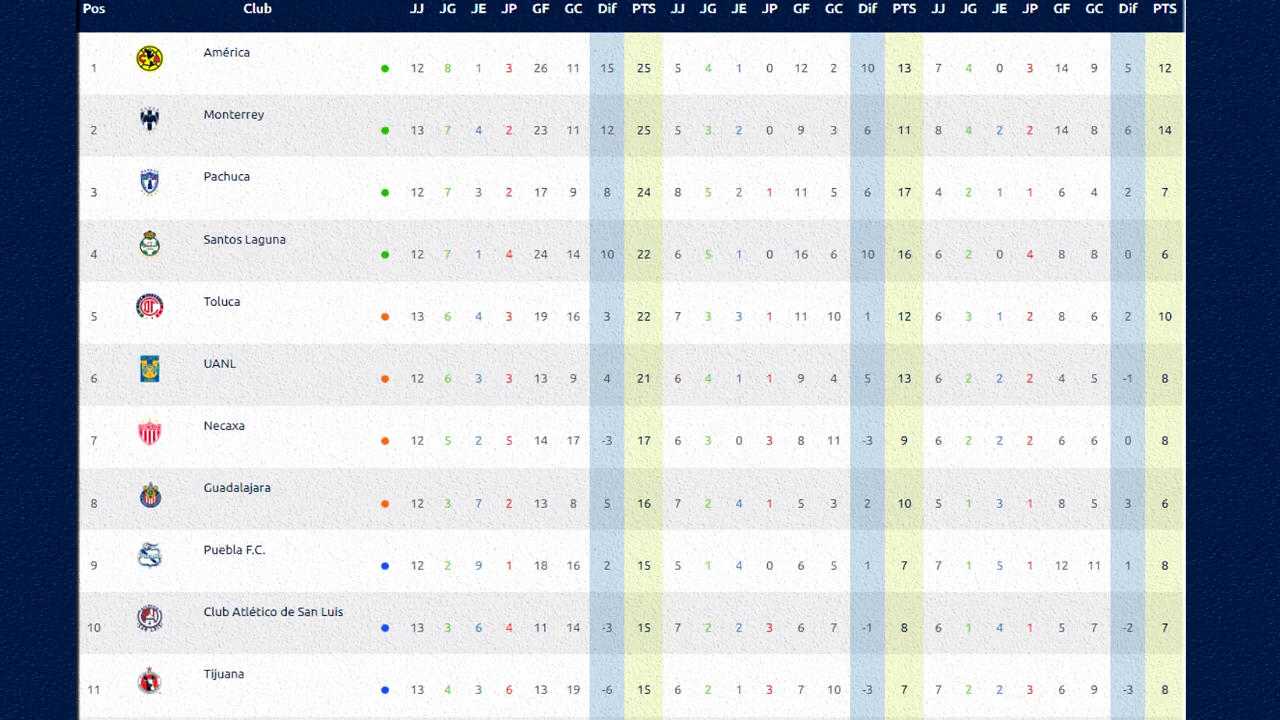 Pos Club JJ JG JE JP GF GC Dif PTS JJ JG JE JP GF GC Dif PTS JJ JG JE JP GF GC Dif PTS
1 América 12 8 1 3 26 11 15 25 5 4 1 0 12 2 10 13 7 4 0 3 14 9 5 12
2 Monterrey 13 7 4 2 23 11 12 25 5 3 2 0 9 3 6 11 8 4 2 2 14 8 6 14
3 Pachuca 12 7 3 2 17 9 8 24 8 5 2 1 11 5 6 17 4 2 1 1 6 4 2 7
4 Santos Laguna 12 7 1 4 24 14 10 22 6 5 1 0 16 6 10 16 6 2 0 4 8 8 0 6
5 Toluca 13 6 4 3 19 16 3 22 7 3 3 1 11 10 1 12 6 3 1 2 8 6 2 10
6 UANL 12 6 3 3 13 9 4 21 6 4 1 1 9 4 5 13 6 2 2 2 4 5 -1 8
7 Necaxa 12 5 2 5 14 17 -3 17 6 3 0 3 8 11 -3 9 6 2 2 2 6 6 0 8
8 Guadalajara 12 3 7 2 13 8 5 16 7 2 4 1 5 3 2 10 5 1 3 1 8 5 3 6
9 Puebla F.C. 12 2 9 1 18 16 2 15 5 1 4 0 6 5 1 7 7 1 5 1 12 11 1 8
10 Club Atlético de San Luis 13 3 6 4 11 14 -3 15 7 2 2 3 6 7 -1 8 6 1 4 1 5 7 -2 7
11 Tijuana 13 4 3 6 13 19 -6 15 6 2 1 3 7 10 -3 7 7 2 2 3 6 9 -3 8